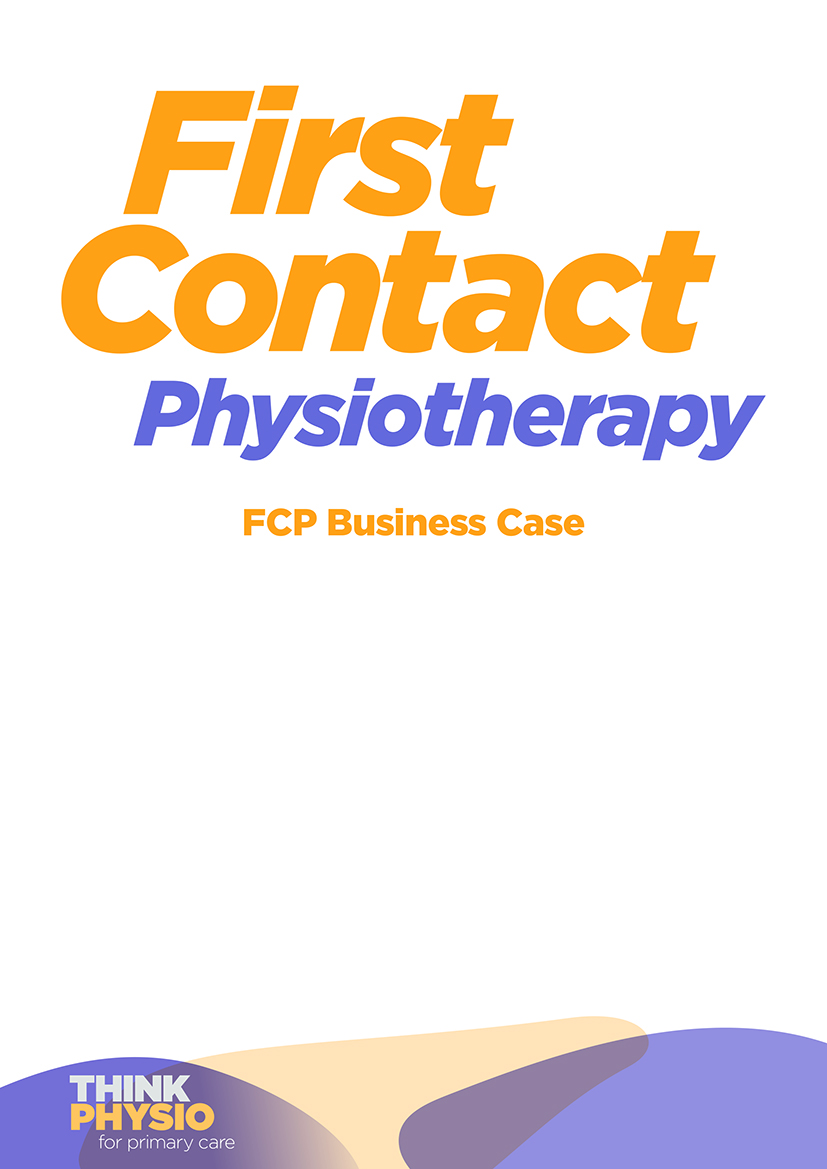 First
Contact
Physiotherapy
FCP Business Case
THINK
PHYSIO
for primary care